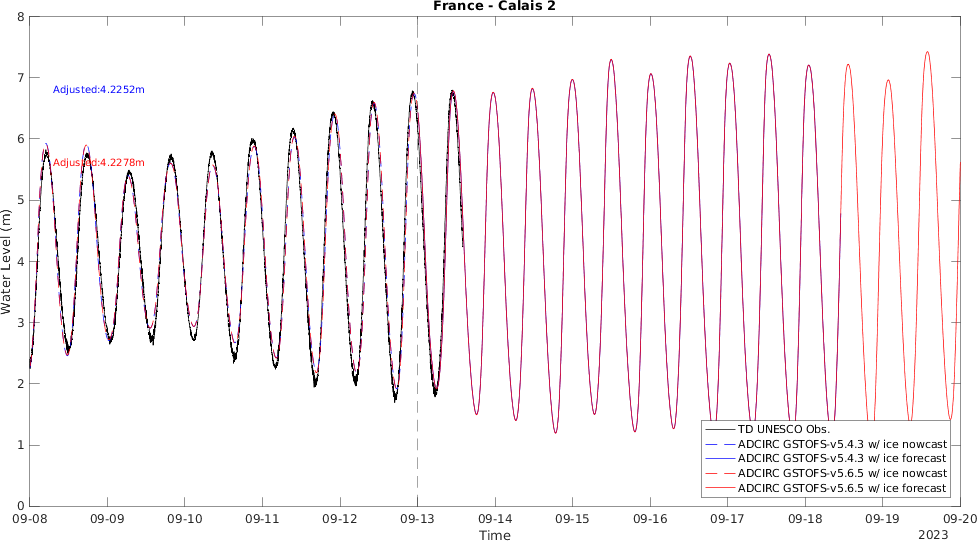 France - Calais 2
Water Level (m)
8
7
6
5
4
3
2
1
0
Adjusted:4.2252m
Adjusted:4.2278m
TD UNESCO Obs.
ADCIRC GSTOFS-v5.4.3 w/ ice nowcast
ADCIRC GSTOFS-v5.4.3 w/ ice forecast
ADCIRC GSTOFS-v5.6.5 w/ ice nowcast
ADCIRC GSTOFS-v5.6.5 w/ ice forecast
09-08 09-09 09-10 09-11 09-12 09-13 09-14 09-15 09-16 09-17 09-18 09-19 09-20
Time
2023